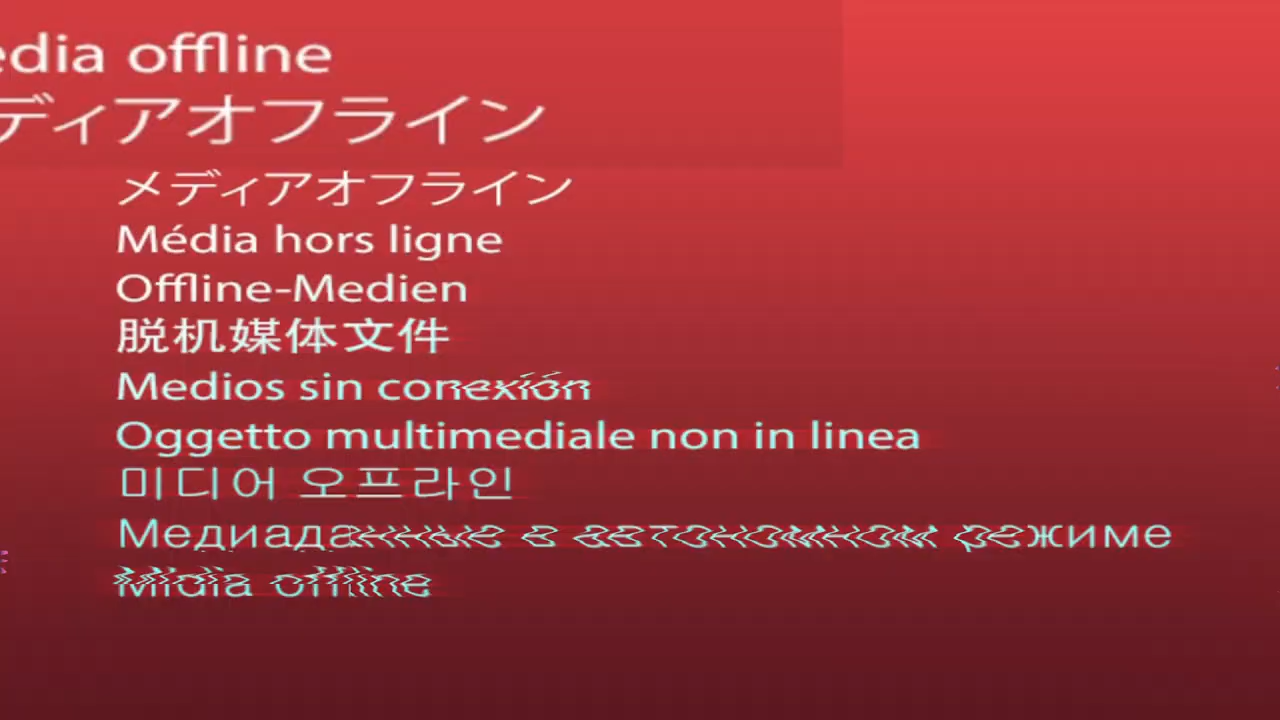 edia offline
ディアオフライン
メディアオフライン
Média hors ligne
Offline-Medien
脱机媒体文件
Medios sin conexión
Oggetto multimediale non in linea
미디어 오프라인
Медиаданные в автономном режиме
Mídia offline